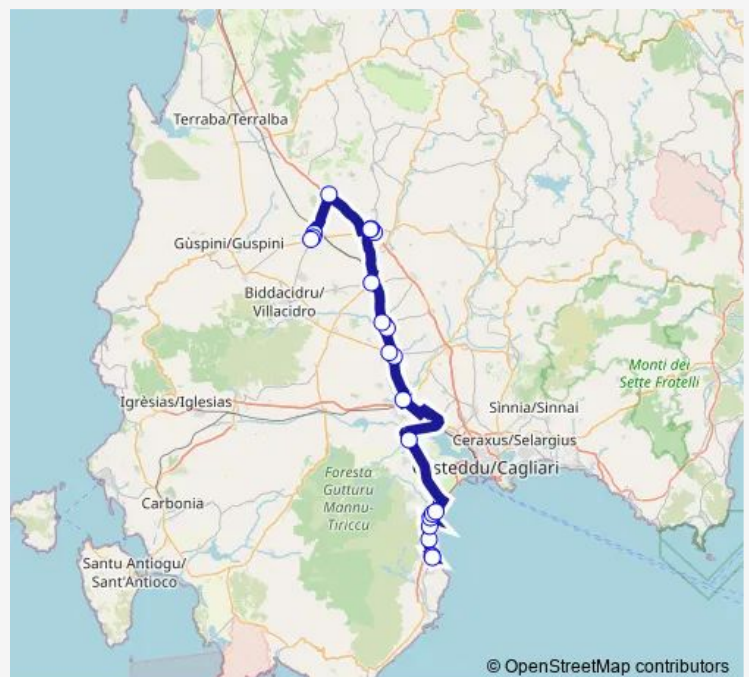 Terraba/Terralba
Gùspini/Guspini
Biddacidru/
Villacidro
Monti dei
Sette Fratelli
Igrèsias/Iglesias
Sìnnia/Sinnai
Ceraxus/Selargius
Casteddu/Cagliari
Foresta
Gutturu
Mannu-
Tiriccu
Carbonia
Santu Antiogu/
Sant'Antioco
© OpenStreetMap contributors